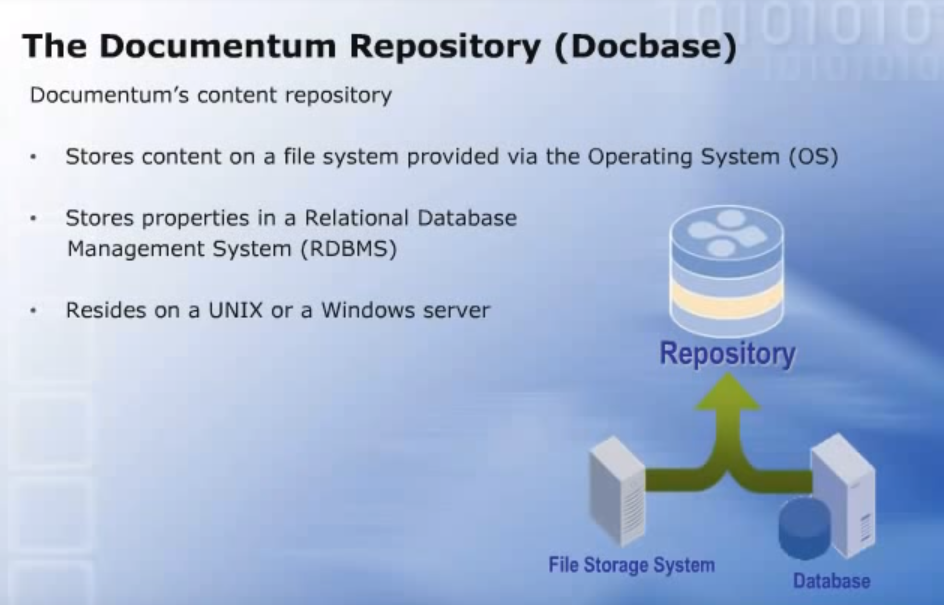 The Documentum Repository (Docbase)
Documentum's content repository
• Stores content on a file system provided via the Operating System (OS)
• Stores properties in a Relational Database
Management System (RDBMS)
• Resides on a UNIX or a Windows server
Repository
File Storage System
Database